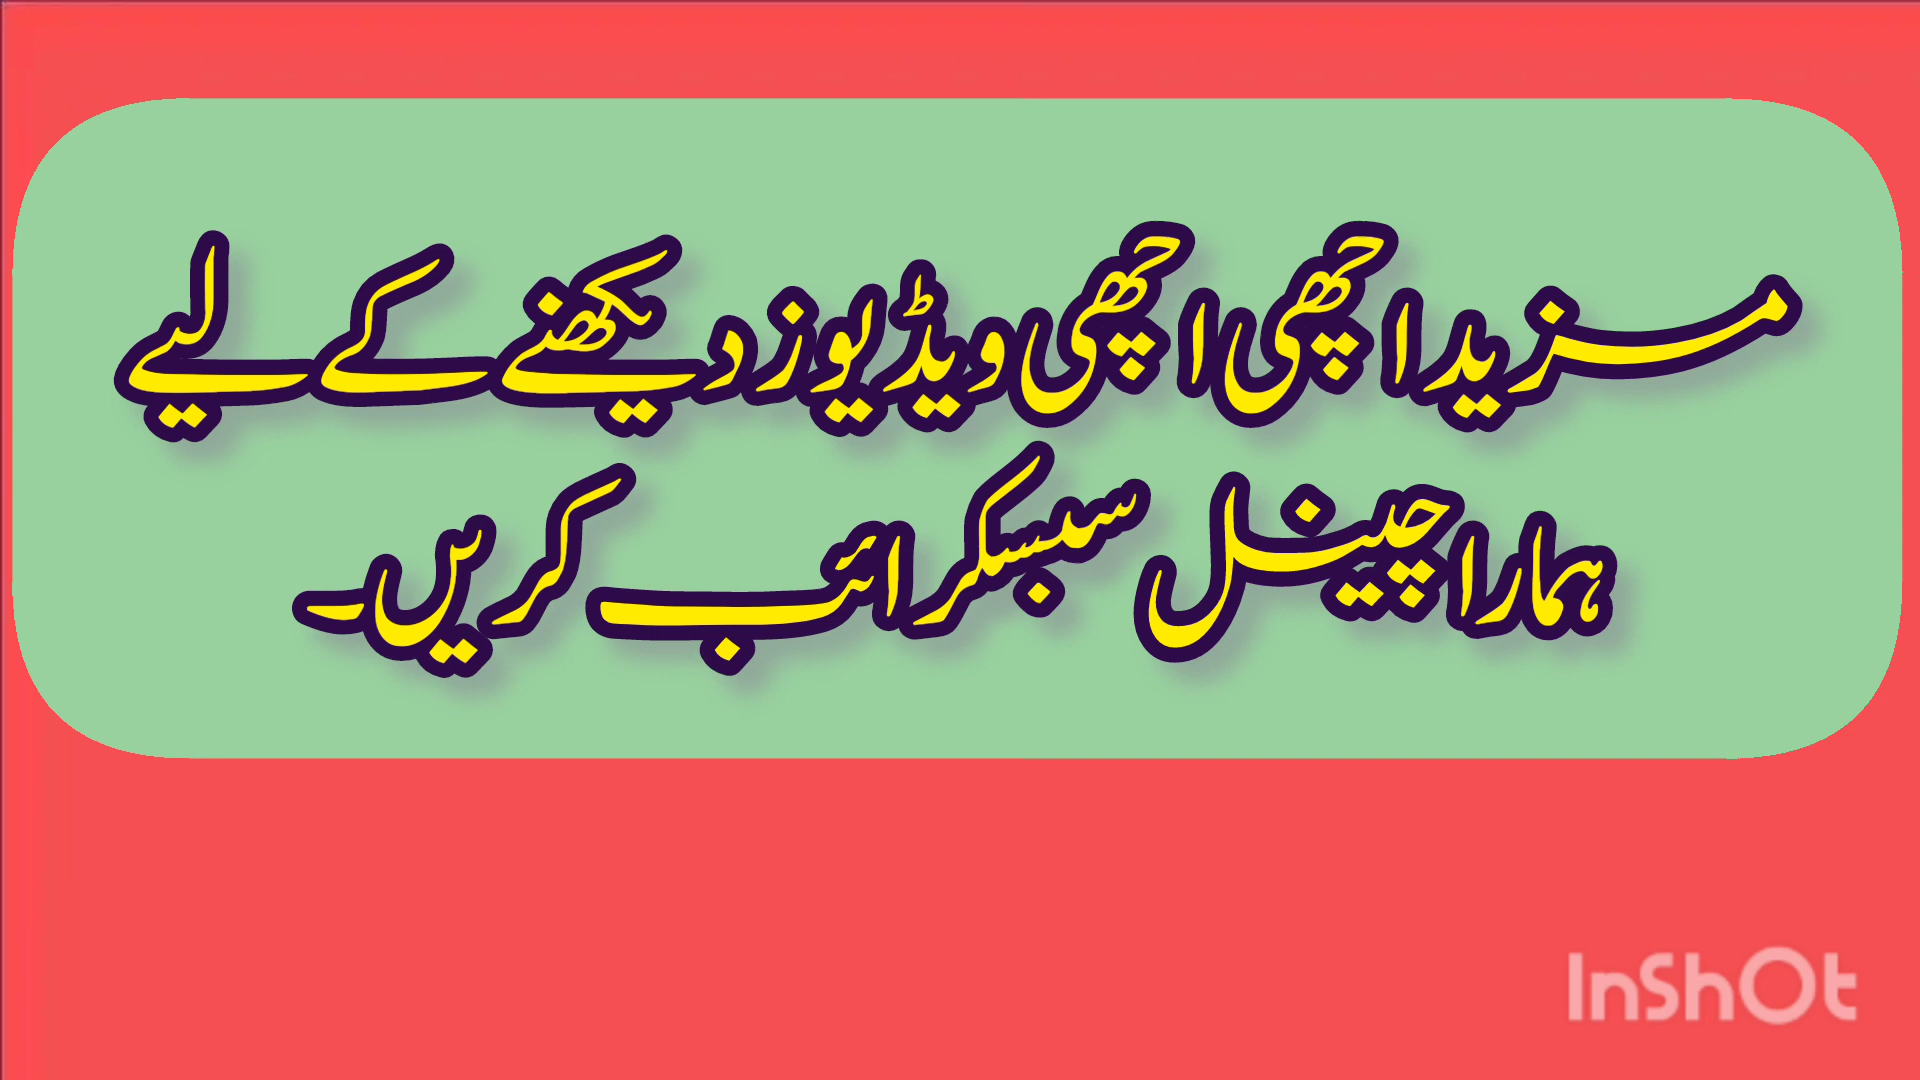 مزید اچھی اچھی ویڈیوز دیکھنے کے لیے
ہمارا چینل سبسکرائب کریں۔
InShOt